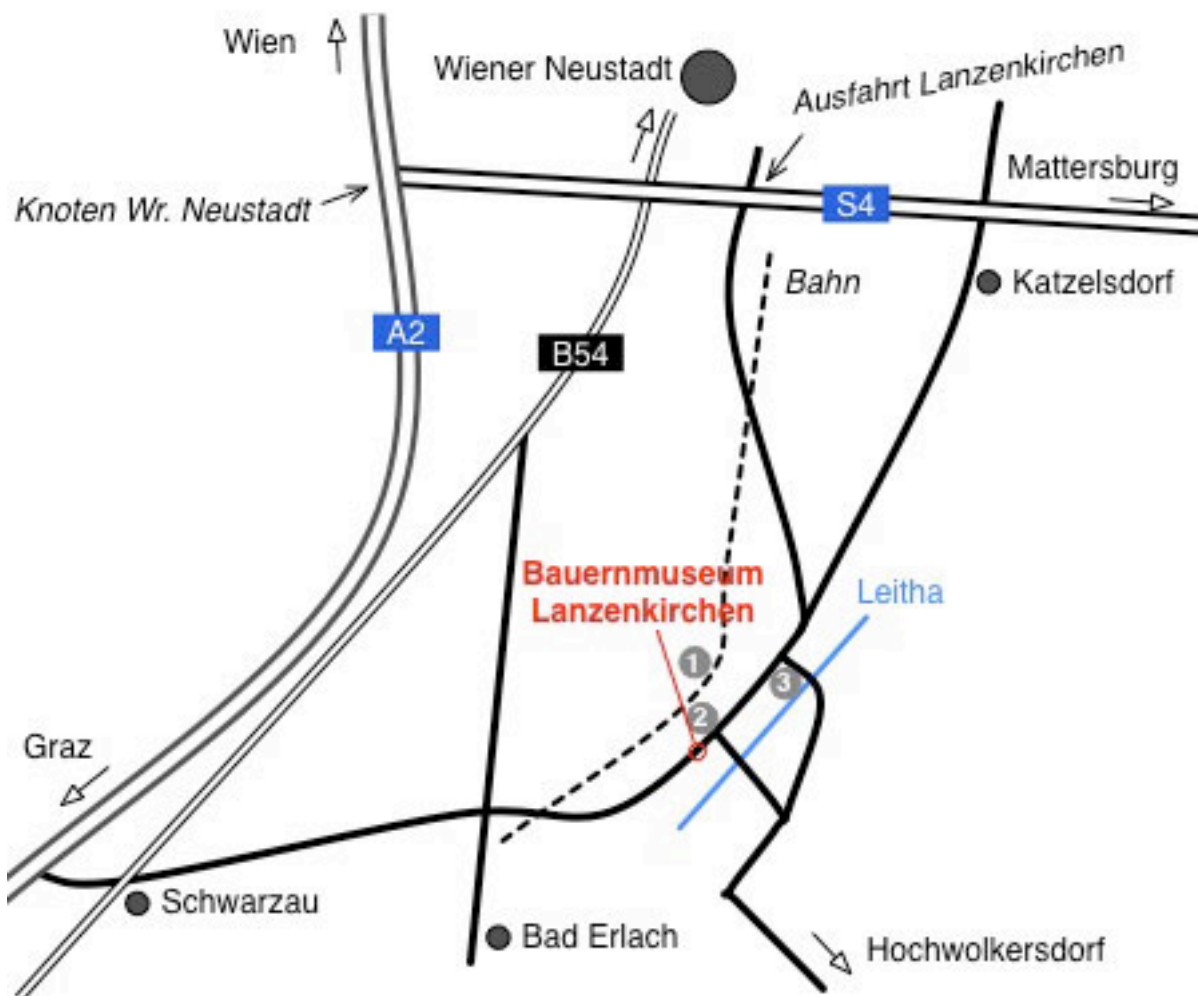 Wien
Wiener Neustadt
Ausfahrt Lanzenkirchen
Mattersburg
Knoten Wr. Neustadt
S4
Bahn
Katzelsdorf
A2
B54
Bauernmuseum
Lanzenkirchen
Leitha
1
3
2
Graz
Schwarzau
Bad Erlach
Hochwolkersdorf